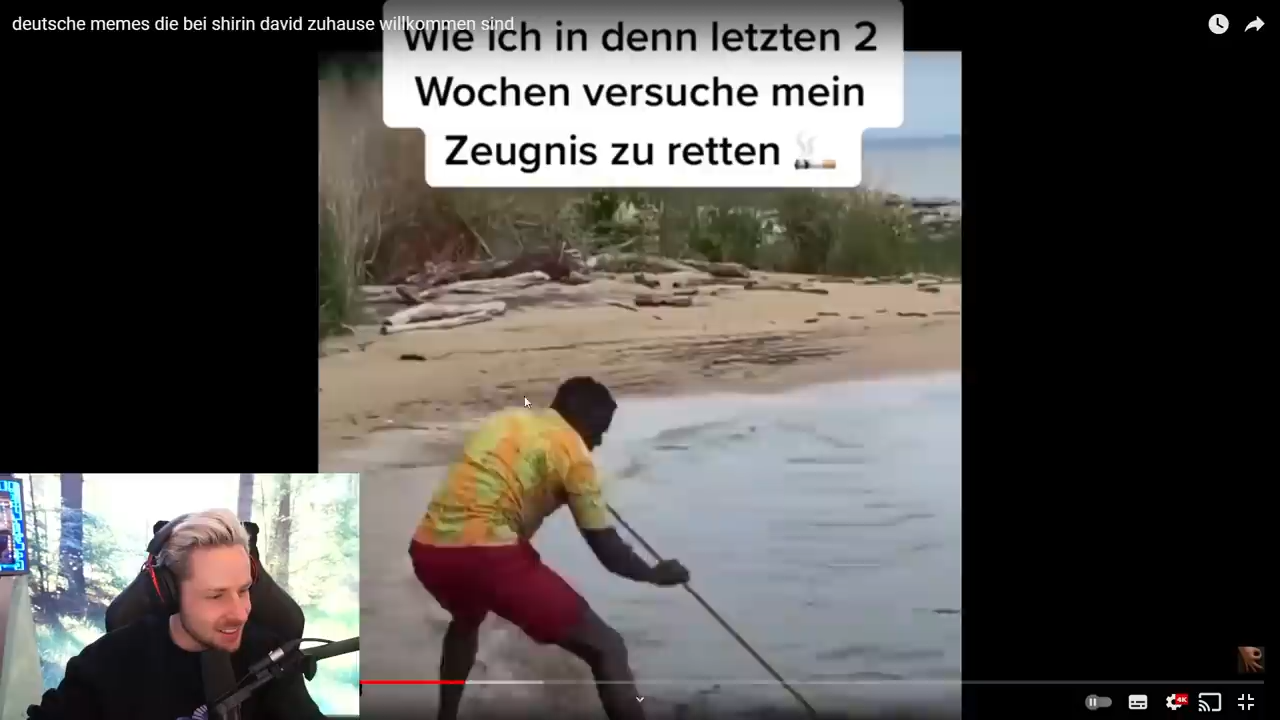 deutsche memes die bei shirin david zuhause willkommen sind
Wie ich in denn letzten 2
Wochen versuche mein
Zeugnis zu retten 🚬
4K